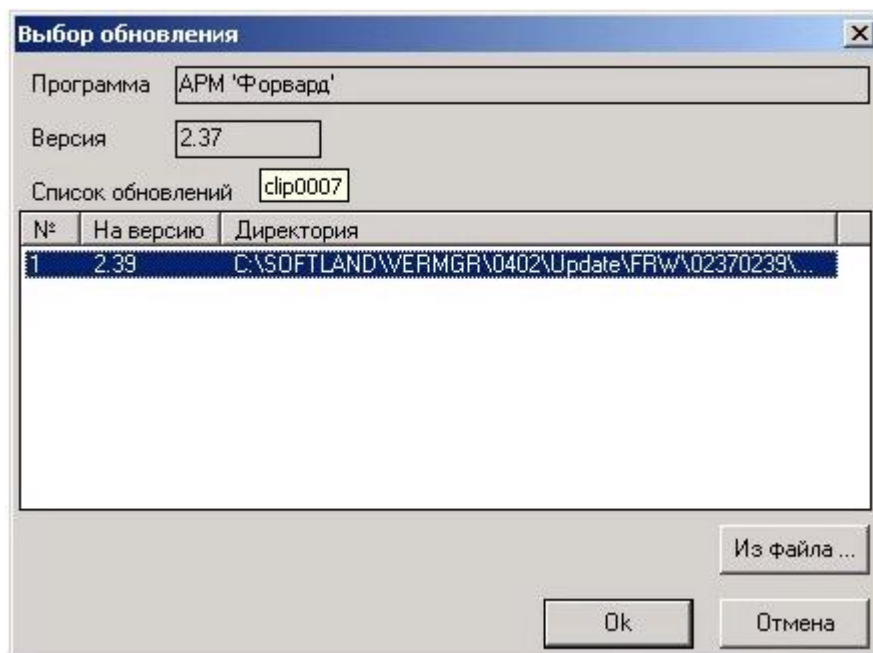 Выбор обновления
Программа АРМ 'Форвард'
Версия 2.37
Список обновлений clip0007
№ На версию Директория
1 2.39 C:\SOFTLAND\VERMGR\0402\Update\FRW\02370239\...
Из файла ...
Ok Отмена